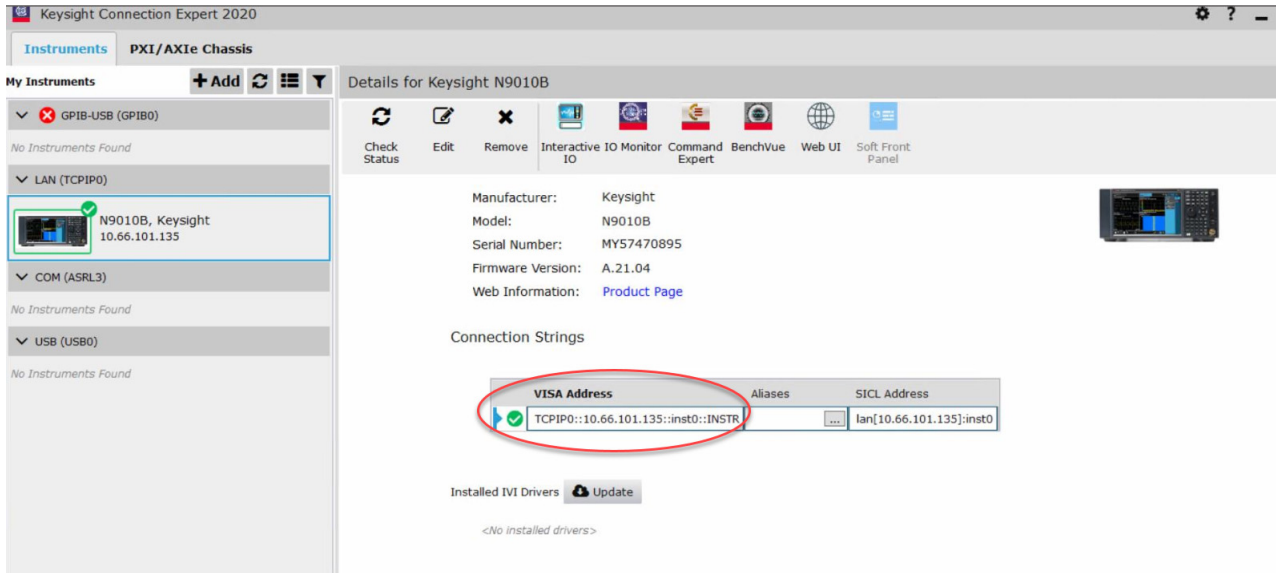 Keysight Connection Expert 2020
?
Instruments PXI/AXIe Chassis
My Instruments
+ Add
GPIB-USB (GPIB0)
No Instruments Found
LAN (TCPIP0)
N9010B, Keysight
10.66.101.135
COM (ASRL3)
No Instruments Found
USB (USB0)
No Instruments Found
Details for Keysight N9010B
Check
Status
Edit
Remove
Interactive
IO
IO Monitor
Command
Expert
BenchVue
Web UI
Soft Front
Panel
Manufacturer: Keysight
Model: N9010B
Serial Number: MY57470895
Firmware Version: A.21.04
Web Information: Product Page
Connection Strings
VISA Address Aliases SICL Address
TCPIP0::10.66.101.135::inst0::INSTR ... lan[10.66.101.135]:inst0
Installed IVI Drivers Update
<No installed drivers>